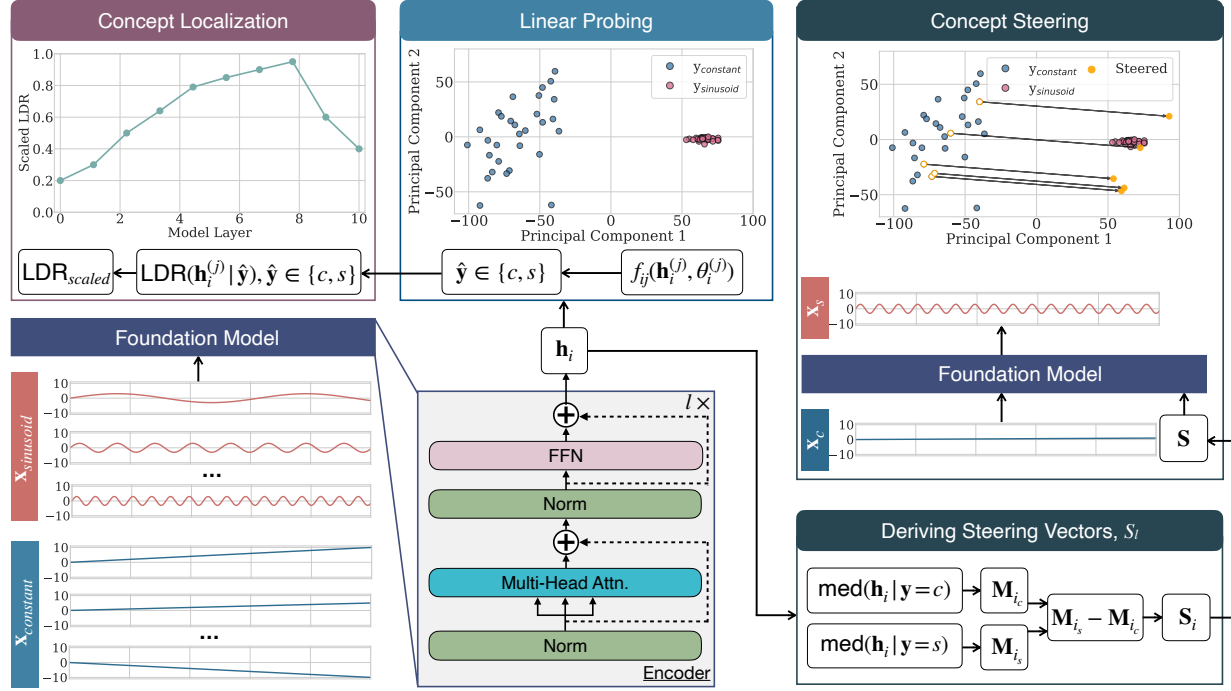 Concept Localization
1.0
0.8
0.6
0.4
0.2
0.0
Scaled LDR
0 2 4 6 8 10
Model Layer
LDR_scaled
LDR(h_i^(j) | ŷ), ŷ ∈ {c, s}
Linear Probing
Principal Component 2
50
0
−50
y_constant
y_sinusoid
−100 −50 0 50 100
Principal Component 1
ŷ ∈ {c, s}
f_ij(h_i^(j), θ_i^(j))
Concept Steering
Principal Component 2
50
0
−50
y_constant
y_sinusoid
Steered
−100 −50 0 50 100
Principal Component 1
x_s
10
0
−10
Foundation Model
x_c
10
0
−10
S
Foundation Model
x_sinusoid
10
0
−10
10
0
−10
...
10
0
−10
x_constant
10
0
−10
10
0
−10
...
10
0
−10
h_i
l ×
+
FFN
Norm
+
Multi-Head Attn.
Norm
Encoder
Deriving Steering Vectors, S_l
med(h_i | y = c)
M_i_c
med(h_i | y = s)
M_i_s
M_i_s − M_i_c
S_i